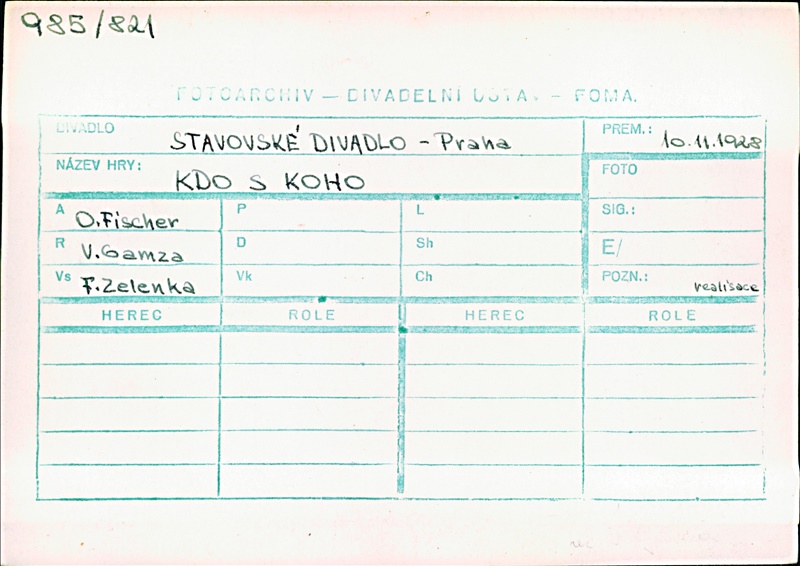 985/821
FOTOARCHIV — DIVADELNÍ ÚSTAV — FOMA.
DIVADLO STAVOVSKÉ DIVADLO - Praha PREM.: 10.11.1928
NÁZEV HRY: KDO S KOHO FOTO
A O.Fischer P L SIG.:
R V.Gamza D Sh E/
Vs F.Zelenka Vk Ch POZN.: realisace
HEREC ROLE HEREC ROLE